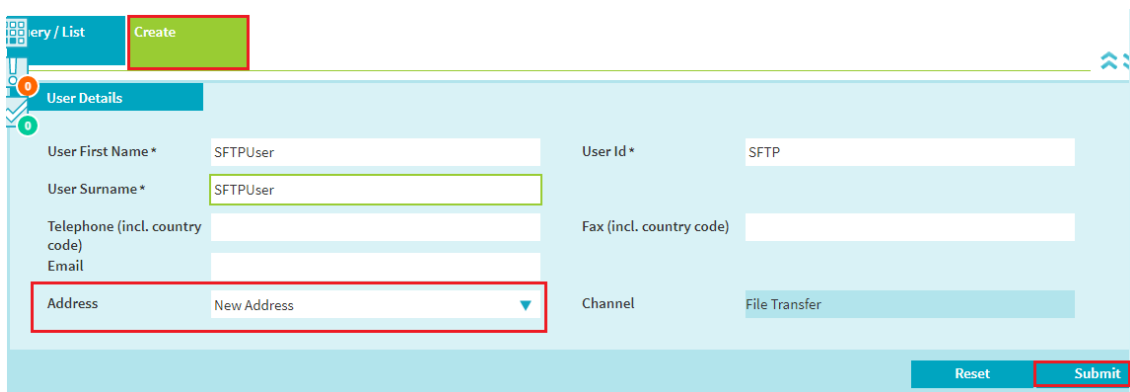 ery / List
Create
0
User Details
0
User First Name *
SFTPUser
User Id *
SFTP
User Surname *
SFTPUser
Telephone (incl. country
code)
Fax (incl. country code)
Email
Address
New Address
Channel
File Transfer
Reset
Submit